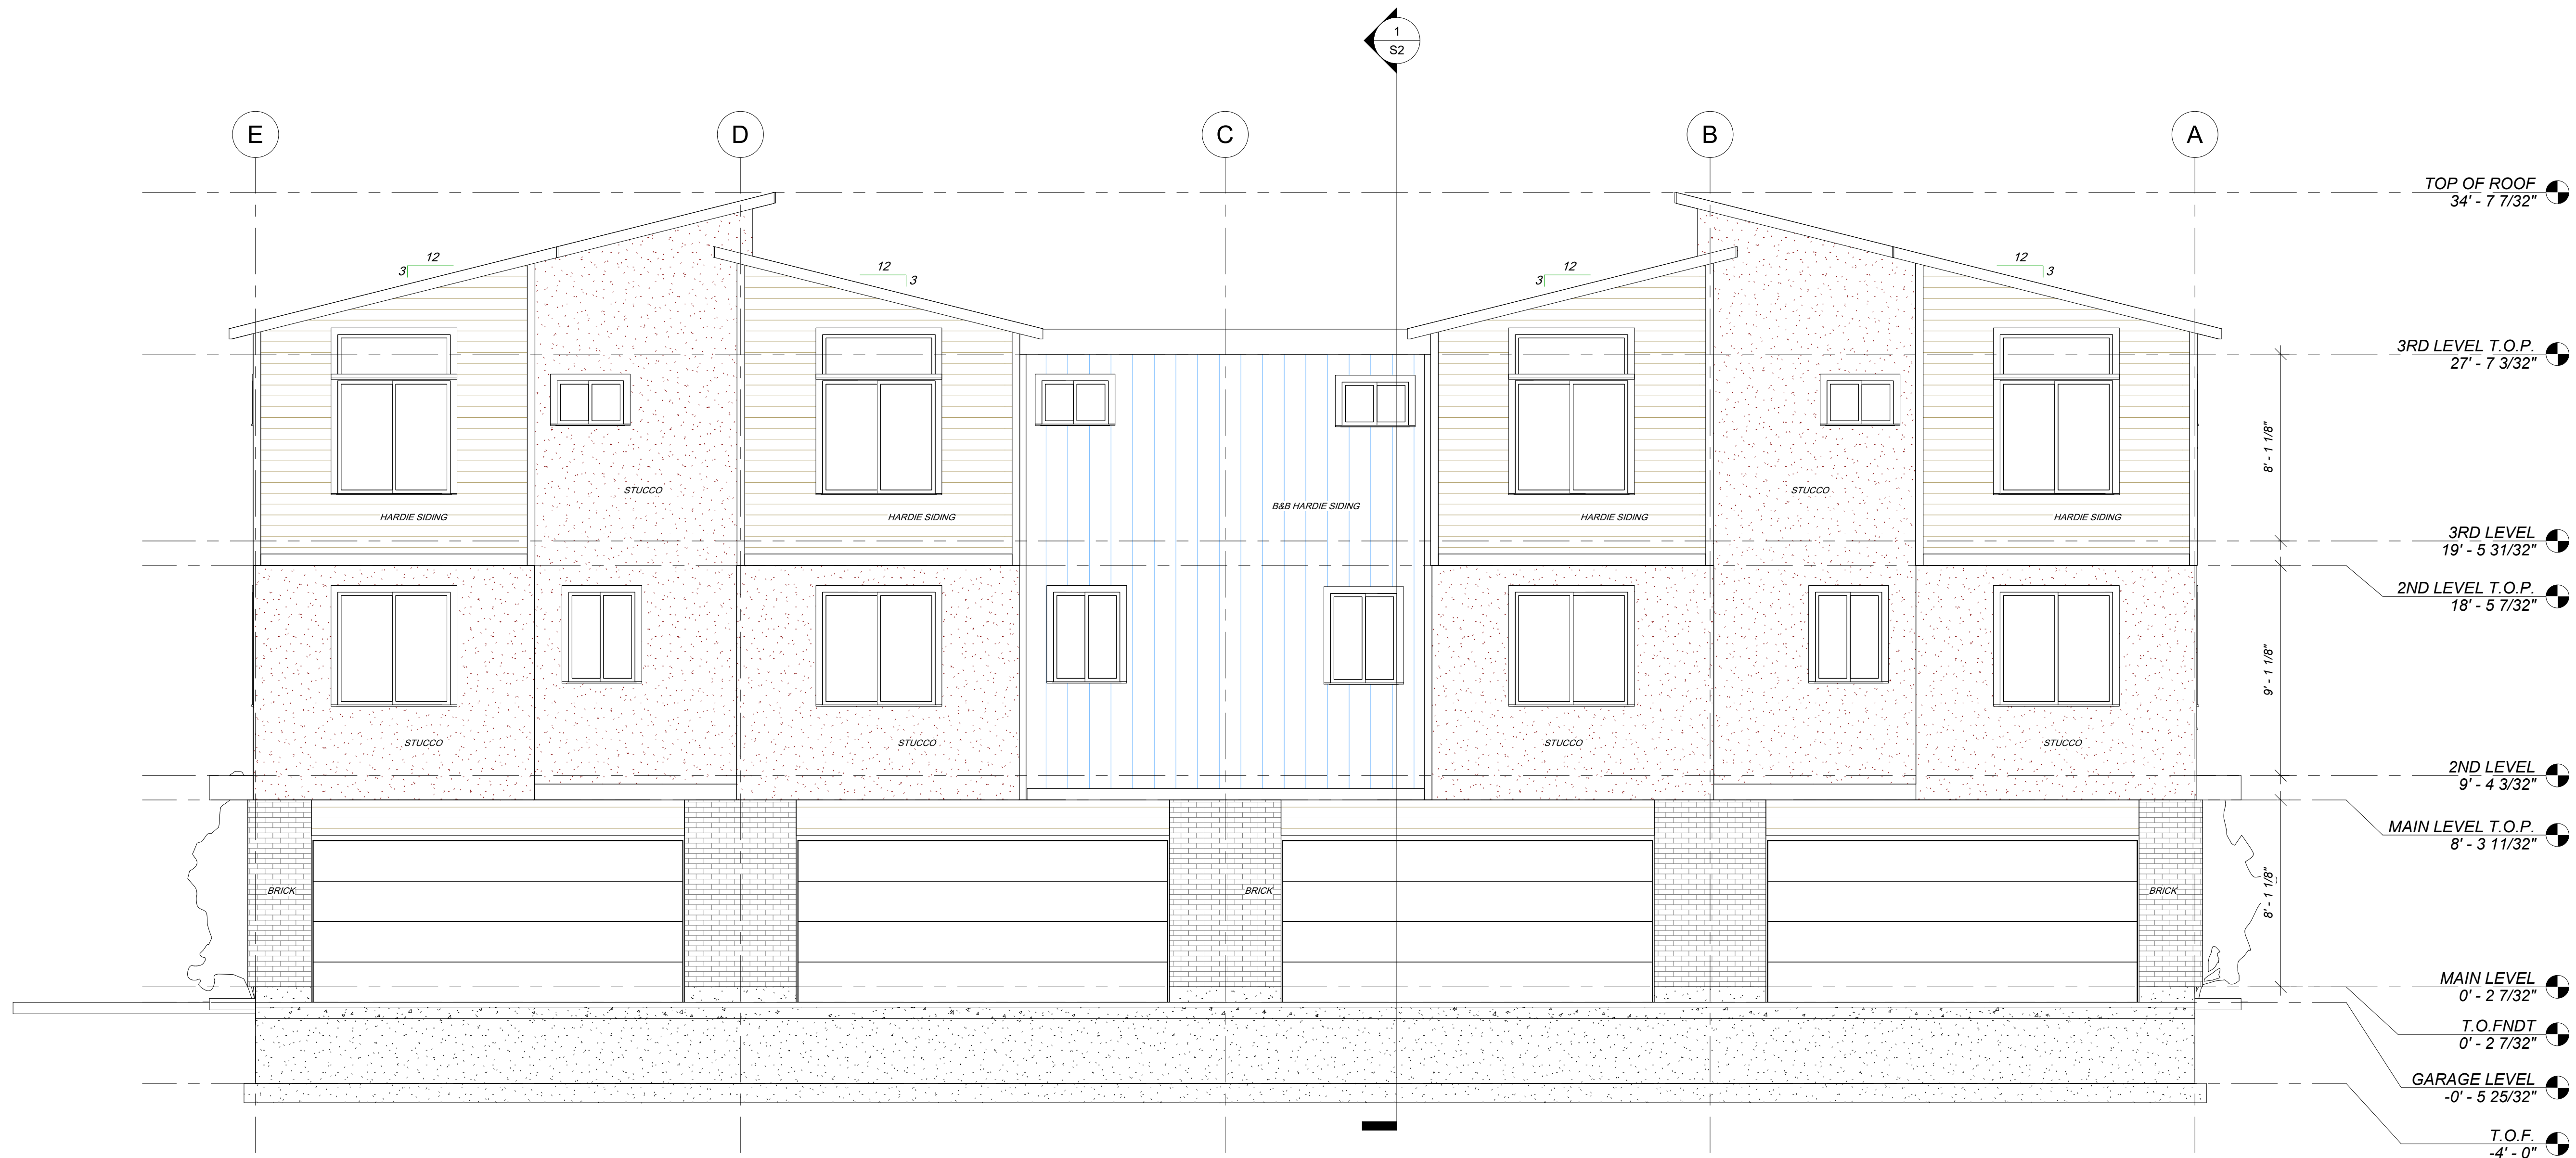 1
S2
E
D
C
B
A
TOP OF ROOF
34' - 7 7/32"
12
3
12
3
12
3
12
3
3RD LEVEL T.O.P.
27' - 7 3/32"
8' - 1 1/8"
STUCCO
STUCCO
B&B HARDIE SIDING
HARDIE SIDING
HARDIE SIDING
HARDIE SIDING
HARDIE SIDING
3RD LEVEL
19' - 5 31/32"
2ND LEVEL T.O.P.
18' - 5 7/32"
9' - 1 1/8"
STUCCO
STUCCO
STUCCO
STUCCO
2ND LEVEL
9' - 4 3/32"
MAIN LEVEL T.O.P.
8' - 3 11/32"
BRICK
BRICK
BRICK
8' - 1 1/8"
MAIN LEVEL
0' - 2 7/32"
T.O.FNDT
0' - 2 7/32"
GARAGE LEVEL
-0' - 5 25/32"
T.O.F.
-4' - 0"